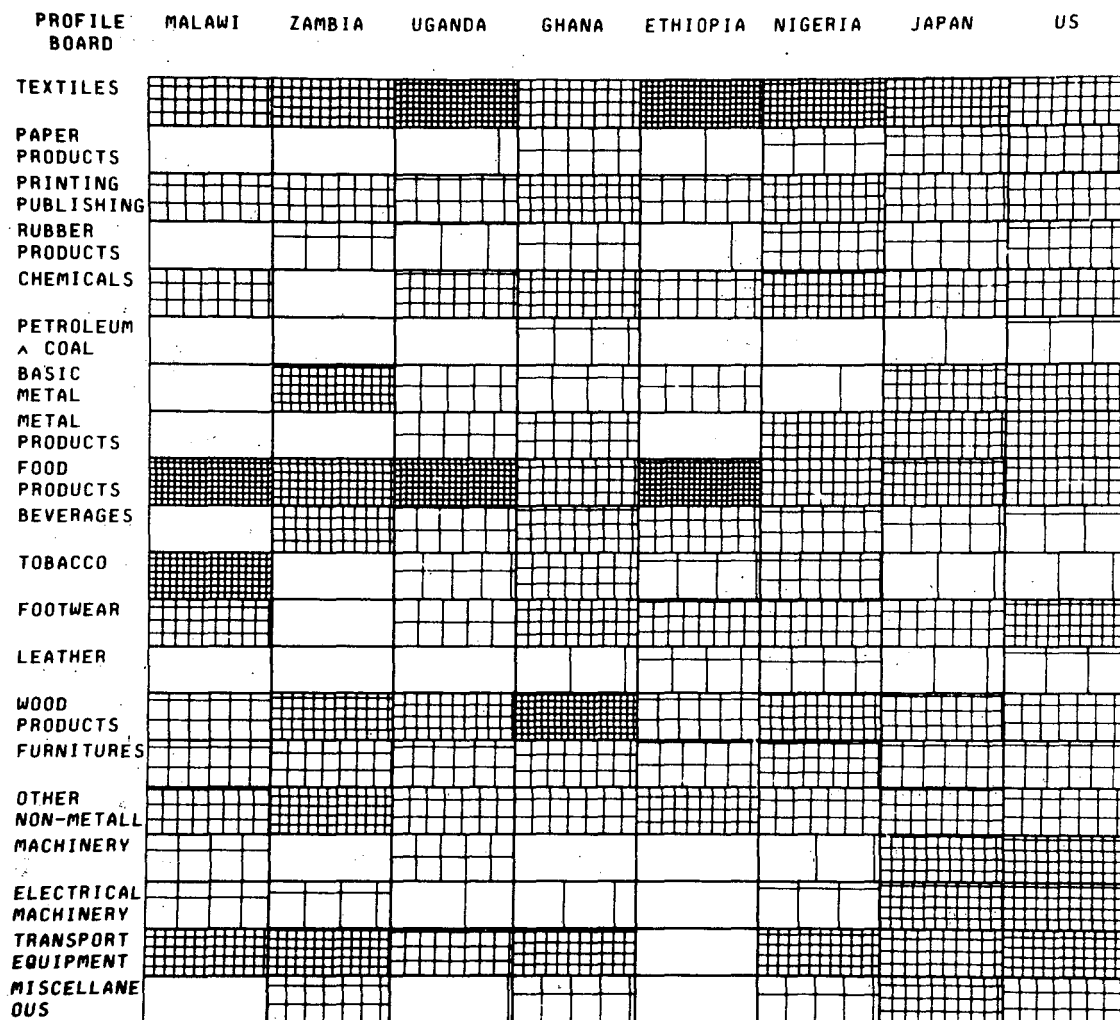 PROFILE BOARD MALAWI ZAMBIA UGANDA GHANA ETHIOPIA NIGERIA JAPAN US
TEXTILES
PAPER
PRODUCTS
PRINTING
PUBLISHING
RUBBER
PRODUCTS
CHEMICALS
PETROLEUM
^ COAL
BASIC
METAL
METAL
PRODUCTS
FOOD
PRODUCTS
BEVERAGES
TOBACCO
FOOTWEAR
LEATHER
WOOD
PRODUCTS
FURNITURES
OTHER
NON-METALL
MACHINERY
ELECTRICAL
MACHINERY
TRANSPORT
EQUIPMENT
MISCELLANE
OUS